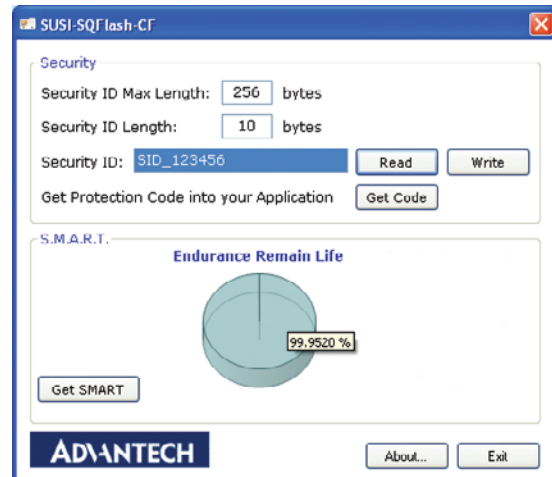 SUSI-SQFlash-CF
Security
Security ID Max Length: 256 bytes
Security ID Length: 10 bytes
Security ID: SID_123456 Read Write
Get Protection Code into your Application Get Code
S.M.A.R.T.
Endurance Remain Life
99.9520 %
Get SMART
ADVANTECH About... Exit